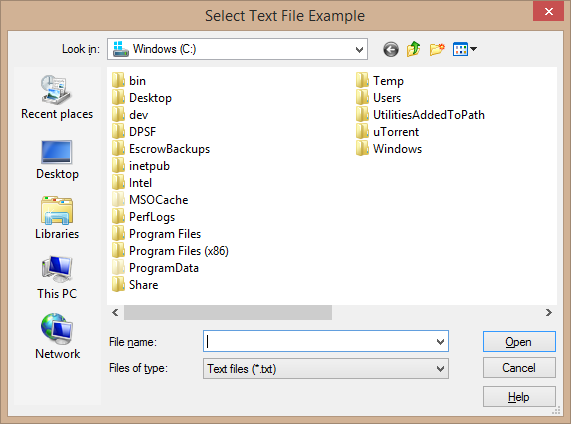 Select Text File Example
Look in: Windows (C:)
Recent places
Desktop
Libraries
This PC
Network
bin
Desktop
dev
DPSF
EscrowBackups
inetpub
Intel
MSOCache
PerfLogs
Program Files
Program Files (x86)
ProgramData
Share
Temp
Users
UtilitiesAddedToPath
uTorrent
Windows
File name:
Open
Files of type: Text files (*.txt)
Cancel
Help